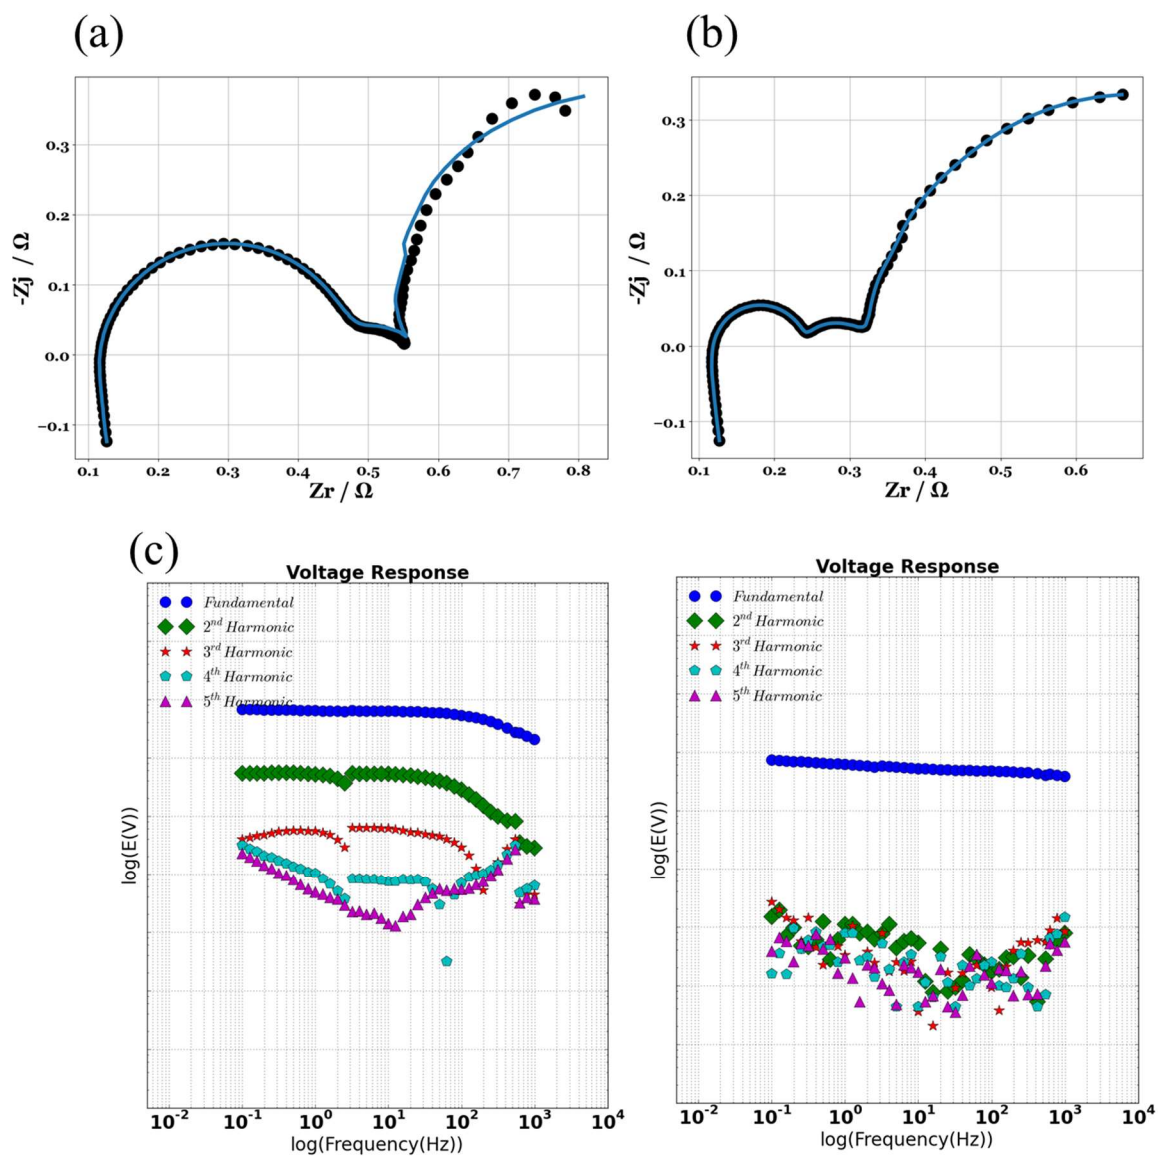 (a)
(b)
-Zj / Ω
0.3
0.2
0.1
0.0
−0.1
0.1 0.2 0.3 0.4 0.5 0.6 0.7 0.8
Zr / Ω
-Zj / Ω
0.3
0.2
0.1
0.0
−0.1
0.1 0.2 0.3 0.4 0.5 0.6
Zr / Ω
(c)
Voltage Response
Fundamental
2nd Harmonic
3rd Harmonic
4th Harmonic
5th Harmonic
log(E(V))
10-2 10-1 100 101 102 103 104
log(Frequency(Hz))
Voltage Response
Fundamental
2nd Harmonic
3rd Harmonic
4th Harmonic
5th Harmonic
log(E(V))
10-2 10-1 100 101 102 103 104
log(Frequency(Hz))